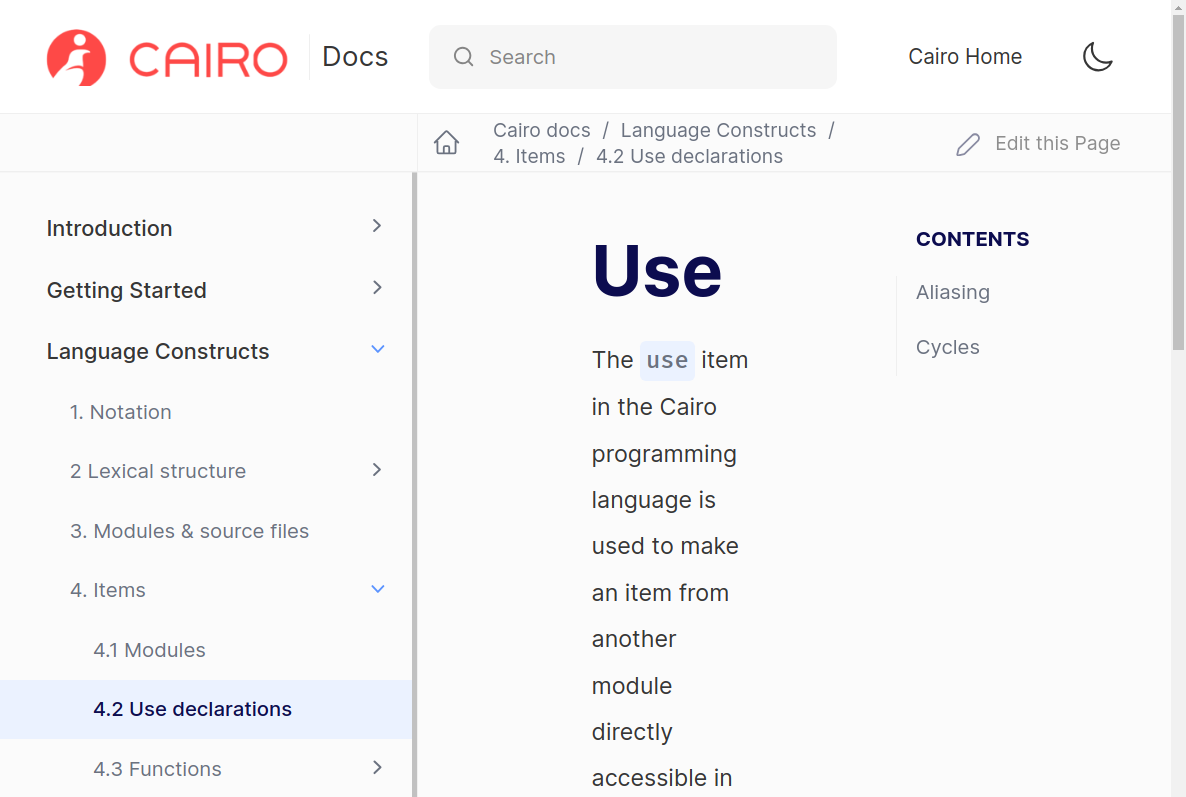 CAIRO Docs
Search
Cairo Home
Cairo docs / Language Constructs /
4. Items / 4.2 Use declarations
Edit this Page
Introduction
Getting Started
Language Constructs
1. Notation
2 Lexical structure
3. Modules & source files
4. Items
4.1 Modules
4.2 Use declarations
4.3 Functions
Use
The use item
in the Cairo
programming
language is
used to make
an item from
another
module
directly
accessible in
CONTENTS
Aliasing
Cycles